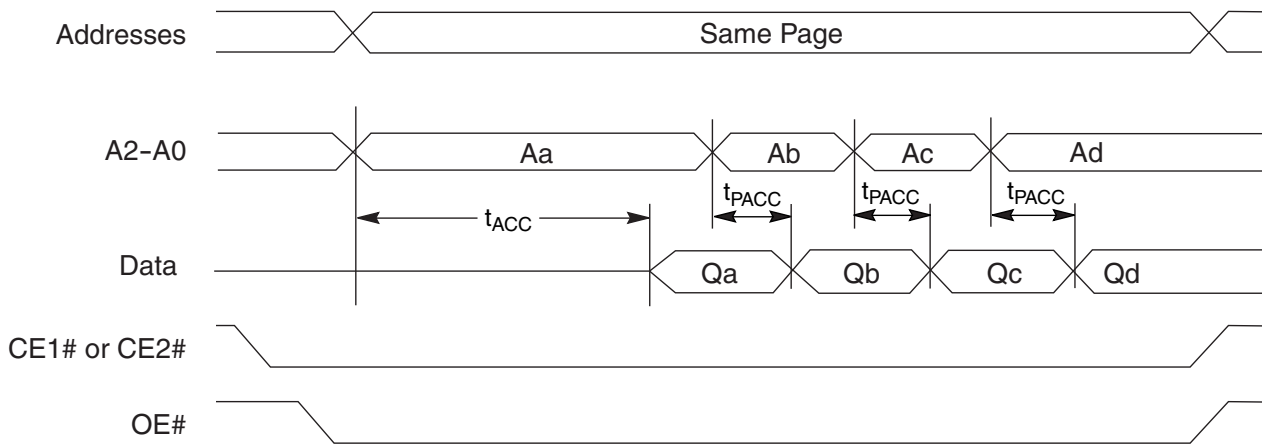 Addresses
Same Page
A2-A0
Aa
Ab
Ac
Ad
tPACC
tPACC
tPACC
tACC
Data
Qa
Qb
Qc
Qd
CE1# or CE2#
OE#